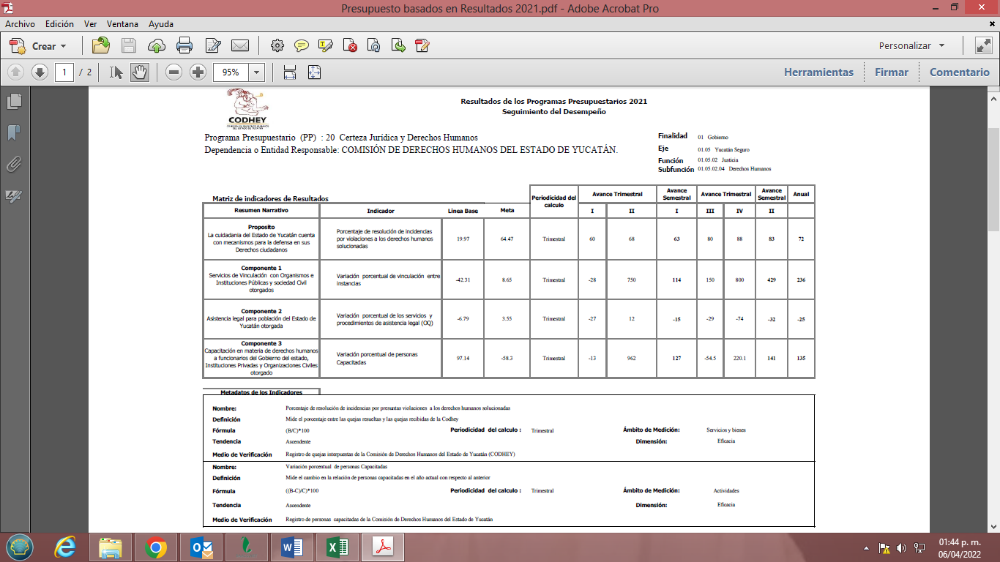 Presupuesto basados en Resultados 2021.pdf - Adobe Acrobat Pro
Archivo Edición Ver Ventana Ayuda
Crear Personalizar
1 / 2 95% Herramientas Firmar Comentario
CODHEY
COMISIÓN DE DERECHOS HUMANOS
DEL ESTADO DE YUCATÁN
Resultados de los Programas Presupuestarios 2021
Seguimiento del Desempeño
Programa Presupuestario (PP) : 20 Certeza Jurídica y Derechos Humanos
Dependencia o Entidad Responsable: COMISIÓN DE DERECHOS HUMANOS DEL ESTADO DE YUCATÁN.
Finalidad 01 Gobierno
Eje 01.05 Yucatán Seguro
Función 01.05.02 Justicia
Subfunción 01.05.02.04 Derechos Humanos
Matriz de indicadores de Resultados
Periodicidad del calculo Avance Trimestral Avance Semestral Avance Trimestral Avance Semestral Anual
Resumen Narrativo Indicador Linea Base Meta I II I III IV II
Proposito
La cuidadania del Estado de Yucatán cuenta
con mecanismos para la defensa en sus
Derechos ciudadanos
Porcentaje de resolución de incidencias
por violaciones a los derechos humanos
solucionadas
19.97 64.47 Trimestral 60 68 63 80 88 83 72
Componente 1
Servicios de Vinculación con Organismos e
Instituciones Públicas y sociedad Civil
otorgados
Variación porcentual de vinculación entre
instancias
-42.31 8.65 Trimestral -28 750 114 150 800 429 236
Componente 2
Asistencia legal para población del Estado de
Yucatán otorgada
Variación porcentual de los servicios y
procedimientos de asistencia legal (OQ)
-6.79 3.55 Trimestral -27 12 -15 -29 -74 -32 -25
Componente 3
Capacitación en materia de derechos humanos
a funcionarios del Gobierno del estado,
Instituciones Privadas y Organizaciones Civiles
otorgado
Variación porcentual de personas
Capacitadas
97.14 -58.3 Trimestral -13 962 127 -54.5 220.1 141 135
Metadatos de los Indicadores
Nombre: Porcentaje de resolución de incidencias por presuntas violaciones a los derechos humanos solucionadas
Definición Mide el porcentaje entre las quejas resueltas y las quejas recibidas de la Codhey
Fórmula (B/C)*100 Periodicidad del calculo : Trimestral Ámbito de Medición: Servicios y bienes
Tendencia Ascendente Dimensión: Eficacia
Medio de Verificación Registro de quejas interpuestas de la Comisión de Derechos Humanos del Estado de Yucatán (CODHEY)
Nombre: Variación porcentual de personas Capacitadas
Definición Mide el cambio en la relación de personas capacitadas en el año actual con respecto al anterior
Fórmula ((B-C)/C)*100 Periodicidad del calculo : Trimestral Ámbito de Medición: Actividades
Tendencia Ascendente Dimensión: Eficacia
Medio de Verificación Registro de personas capacitadas de la Comisión de Derechos Humanos del Estado de Yucatán
01:44 p. m.
06/04/2022